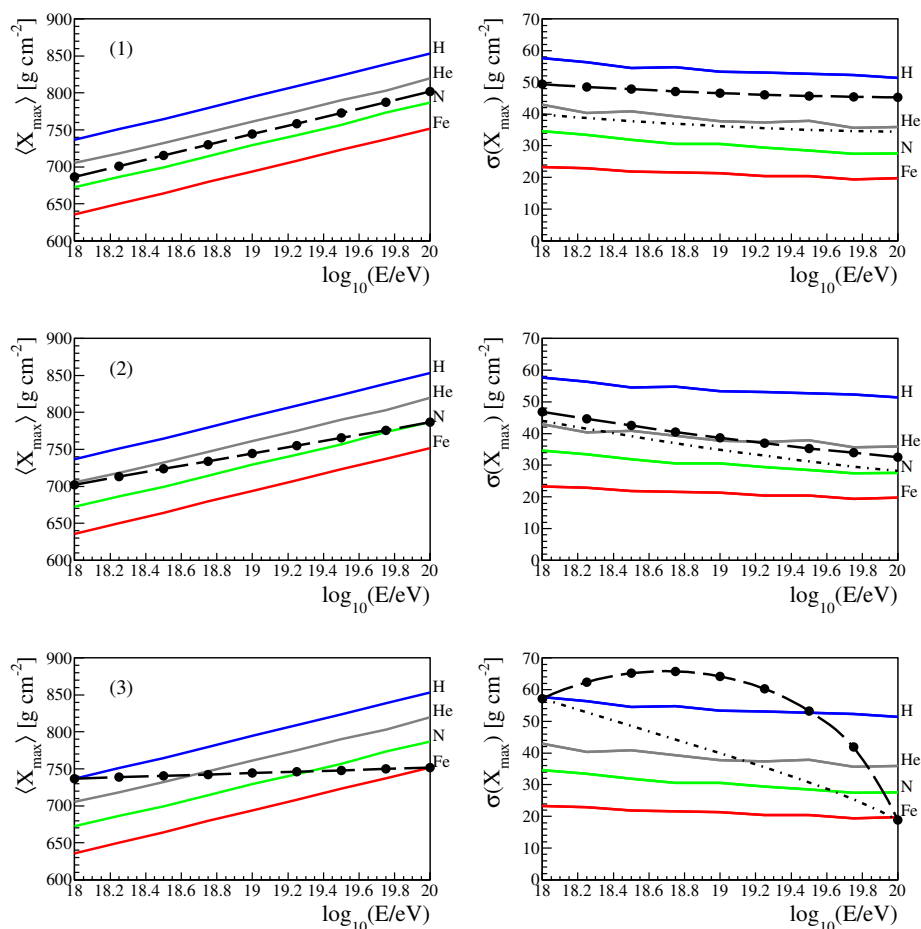 ⟨X_max⟩ [g cm⁻²]
900
850
800
750
700
650
600
(1)
H
He
N
Fe
18 18.2 18.4 18.6 18.8 19 19.2 19.4 19.6 19.8 20
log₁₀(E/eV)
σ(X_max) [g cm⁻²]
70
60
50
40
30
20
10
0
H
He
N
Fe
18 18.2 18.4 18.6 18.8 19 19.2 19.4 19.6 19.8 20
log₁₀(E/eV)
⟨X_max⟩ [g cm⁻²]
900
850
800
750
700
650
600
(2)
H
He
N
Fe
18 18.2 18.4 18.6 18.8 19 19.2 19.4 19.6 19.8 20
log₁₀(E/eV)
σ(X_max) [g cm⁻²]
70
60
50
40
30
20
10
0
H
He
N
Fe
18 18.2 18.4 18.6 18.8 19 19.2 19.4 19.6 19.8 20
log₁₀(E/eV)
⟨X_max⟩ [g cm⁻²]
900
850
800
750
700
650
600
(3)
H
He
N
Fe
18 18.2 18.4 18.6 18.8 19 19.2 19.4 19.6 19.8 20
log₁₀(E/eV)
σ(X_max) [g cm⁻²]
70
60
50
40
30
20
10
0
H
He
N
Fe
18 18.2 18.4 18.6 18.8 19 19.2 19.4 19.6 19.8 20
log₁₀(E/eV)